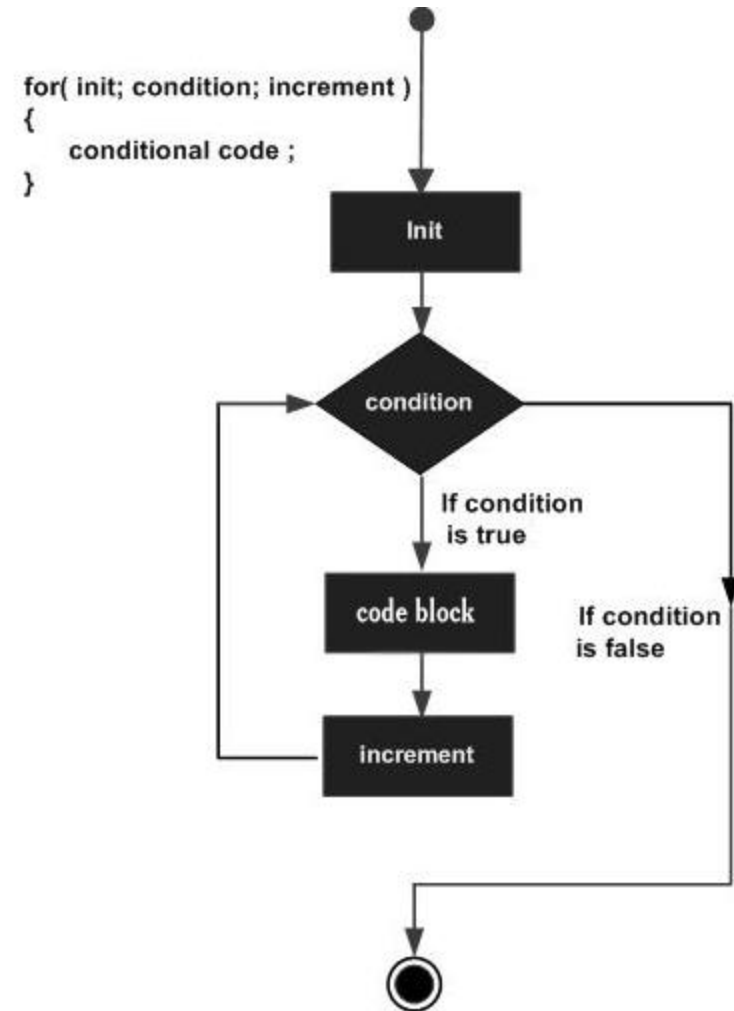 for( init; condition; increment )
{
conditional code ;
}
Init
condition
If condition
is true
code block
If condition
is false
increment